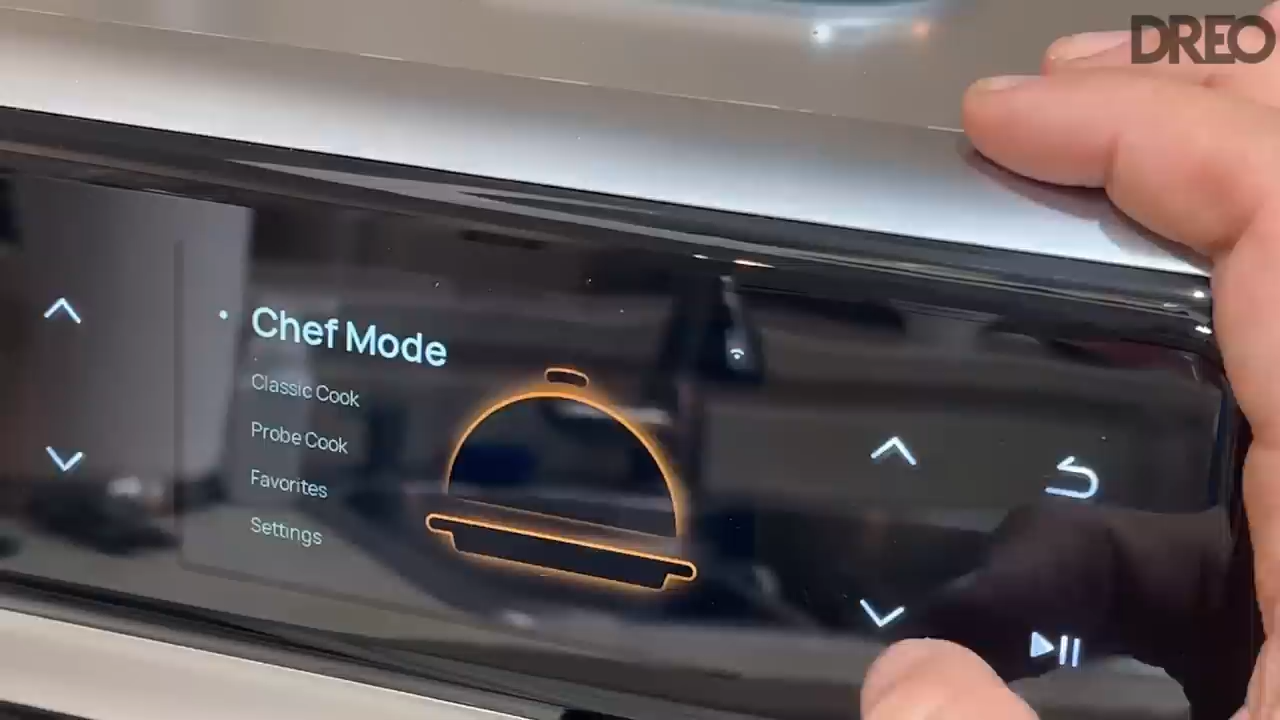 DREO
Chef Mode
Classic Cook
Probe Cook
Favorites
Settings